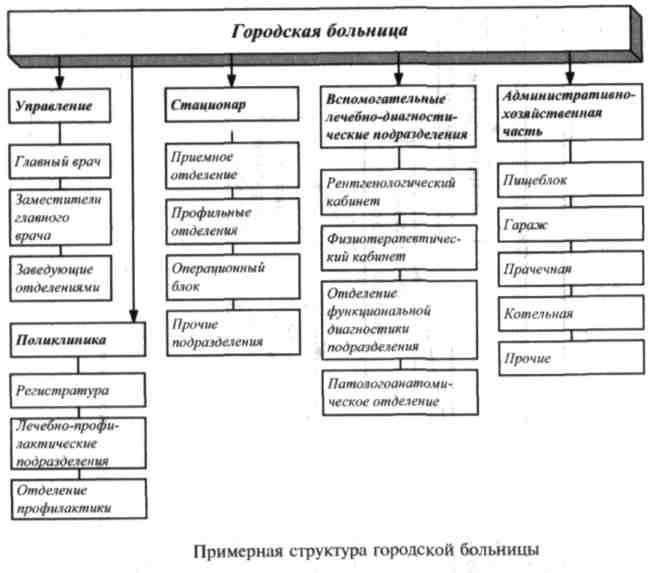 Городская больница
Управление
Главный врач
Заместители
главного
врача
Заведующие
отделениями
Поликлиника
Регистратура
Лечебно-профи-
лактические
подразделения
Отделение
профилактики
Стационар
Приемное
отделение
Профильные
отделения
Операционный
блок
Прочие
подразделения
Вспомогательные
лечебно-диагности-
ческие подразделения
Рентгенологический
кабинет
Физиотерапевтичес-
кий кабинет
Отделение
функциональной
диагностики
подразделения
Патологоанатоми-
ческое отделение
Административно-
хозяйственная
часть
Пищеблок
Гараж
Прачечная
Котельная
Прочие
Примерная структура городской больницы